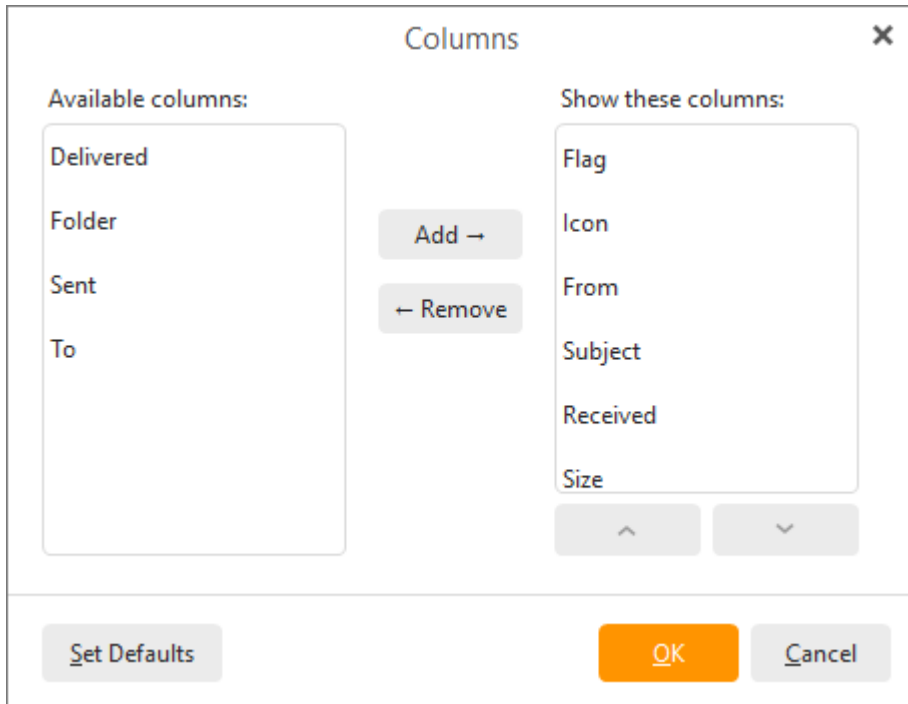 Columns
Available columns:
Show these columns:
Delivered
Folder
Sent
To
Add →
← Remove
Flag
Icon
From
Subject
Received
Size
Set Defaults
OK
Cancel